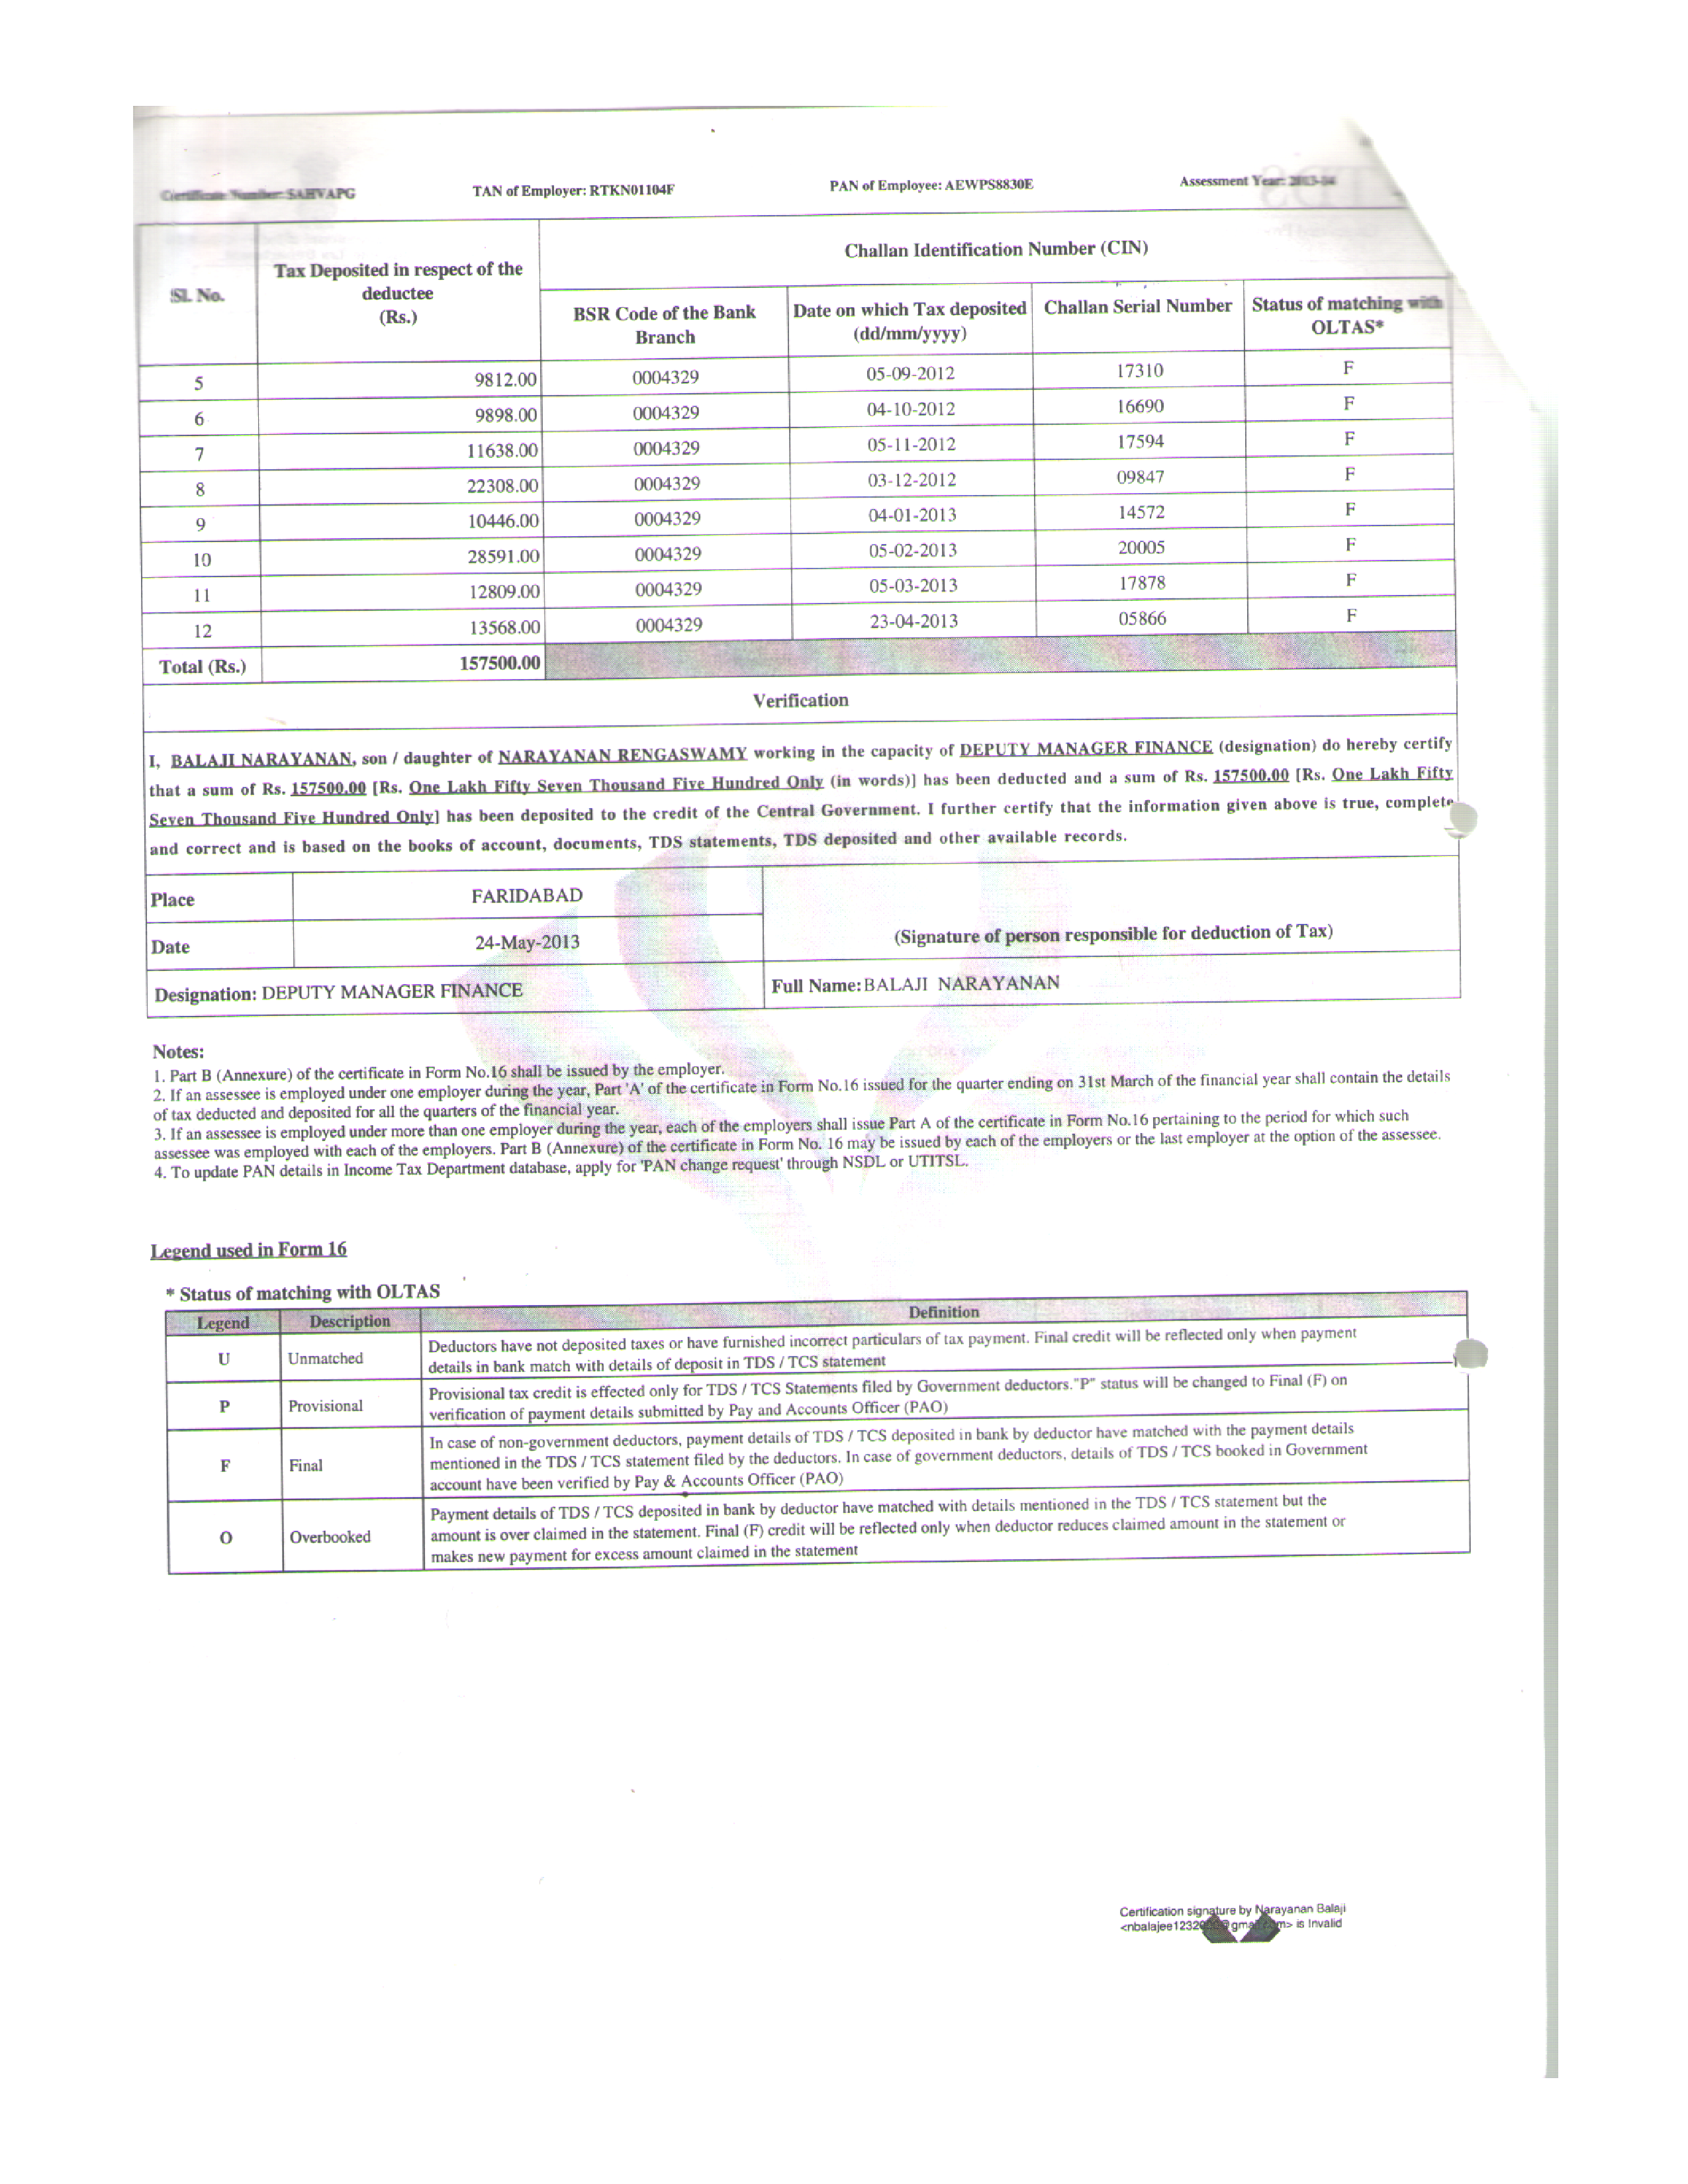 Certificate Number: SAHVAPG TAN of Employer: RTKN01104F PAN of Employee: AEWPS8830E Assessment Year: 2013-14
Sl. No. Tax Deposited in respect of the deductee (Rs.) Challan Identification Number (CIN)
BSR Code of the Bank Branch Date on which Tax deposited (dd/mm/yyyy) Challan Serial Number Status of matching with OLTAS*
5 9812.00 0004329 05-09-2012 17310 F
6 9898.00 0004329 04-10-2012 16690 F
7 11638.00 0004329 05-11-2012 17594 F
8 22308.00 0004329 03-12-2012 09847 F
9 10446.00 0004329 04-01-2013 14572 F
10 28591.00 0004329 05-02-2013 20005 F
11 12809.00 0004329 05-03-2013 17878 F
12 13568.00 0004329 23-04-2013 05866 F
Total (Rs.) 157500.00
Verification
I, BALAJI NARAYANAN, son / daughter of NARAYANAN RENGASWAMY working in the capacity of DEPUTY MANAGER FINANCE (designation) do hereby certify
that a sum of Rs. 157500.00 [Rs. One Lakh Fifty Seven Thousand Five Hundred Only (in words)] has been deducted and a sum of Rs. 157500.00 [Rs. One Lakh Fifty
Seven Thousand Five Hundred Only] has been deposited to the credit of the Central Government. I further certify that the information given above is true, complete
and correct and is based on the books of account, documents, TDS statements, TDS deposited and other available records.
Place FARIDABAD
Date 24-May-2013 (Signature of person responsible for deduction of Tax)
Designation: DEPUTY MANAGER FINANCE Full Name: BALAJI NARAYANAN
Notes:
1. Part B (Annexure) of the certificate in Form No.16 shall be issued by the employer.
2. If an assessee is employed under one employer during the year, Part 'A' of the certificate in Form No.16 issued for the quarter ending on 31st March of the financial year shall contain the details
of tax deducted and deposited for all the quarters of the financial year.
3. If an assessee is employed under more than one employer during the year, each of the employers shall issue Part A of the certificate in Form No.16 pertaining to the period for which such
assessee was employed with each of the employers. Part B (Annexure) of the certificate in Form No. 16 may be issued by each of the employers or the last employer at the option of the assessee.
4. To update PAN details in Income Tax Department database, apply for 'PAN change request' through NSDL or UTITSL.
Legend used in Form 16
* Status of matching with OLTAS
Legend Description Definition
U Unmatched Deductors have not deposited taxes or have furnished incorrect particulars of tax payment. Final credit will be reflected only when payment
details in bank match with details of deposit in TDS / TCS statement
P Provisional Provisional tax credit is effected only for TDS / TCS Statements filed by Government deductors."P" status will be changed to Final (F) on
verification of payment details submitted by Pay and Accounts Officer (PAO)
F Final In case of non-government deductors, payment details of TDS / TCS deposited in bank by deductor have matched with the payment details
mentioned in the TDS / TCS statement filed by the deductors. In case of government deductors, details of TDS / TCS booked in Government
account have been verified by Pay & Accounts Officer (PAO)
O Overbooked Payment details of TDS / TCS deposited in bank by deductor have matched with details mentioned in the TDS / TCS statement but the
amount is over claimed in the statement. Final (F) credit will be reflected only when deductor reduces claimed amount in the statement or
makes new payment for excess amount claimed in the statement
Certification signature by Narayanan Balaji
is Invalid